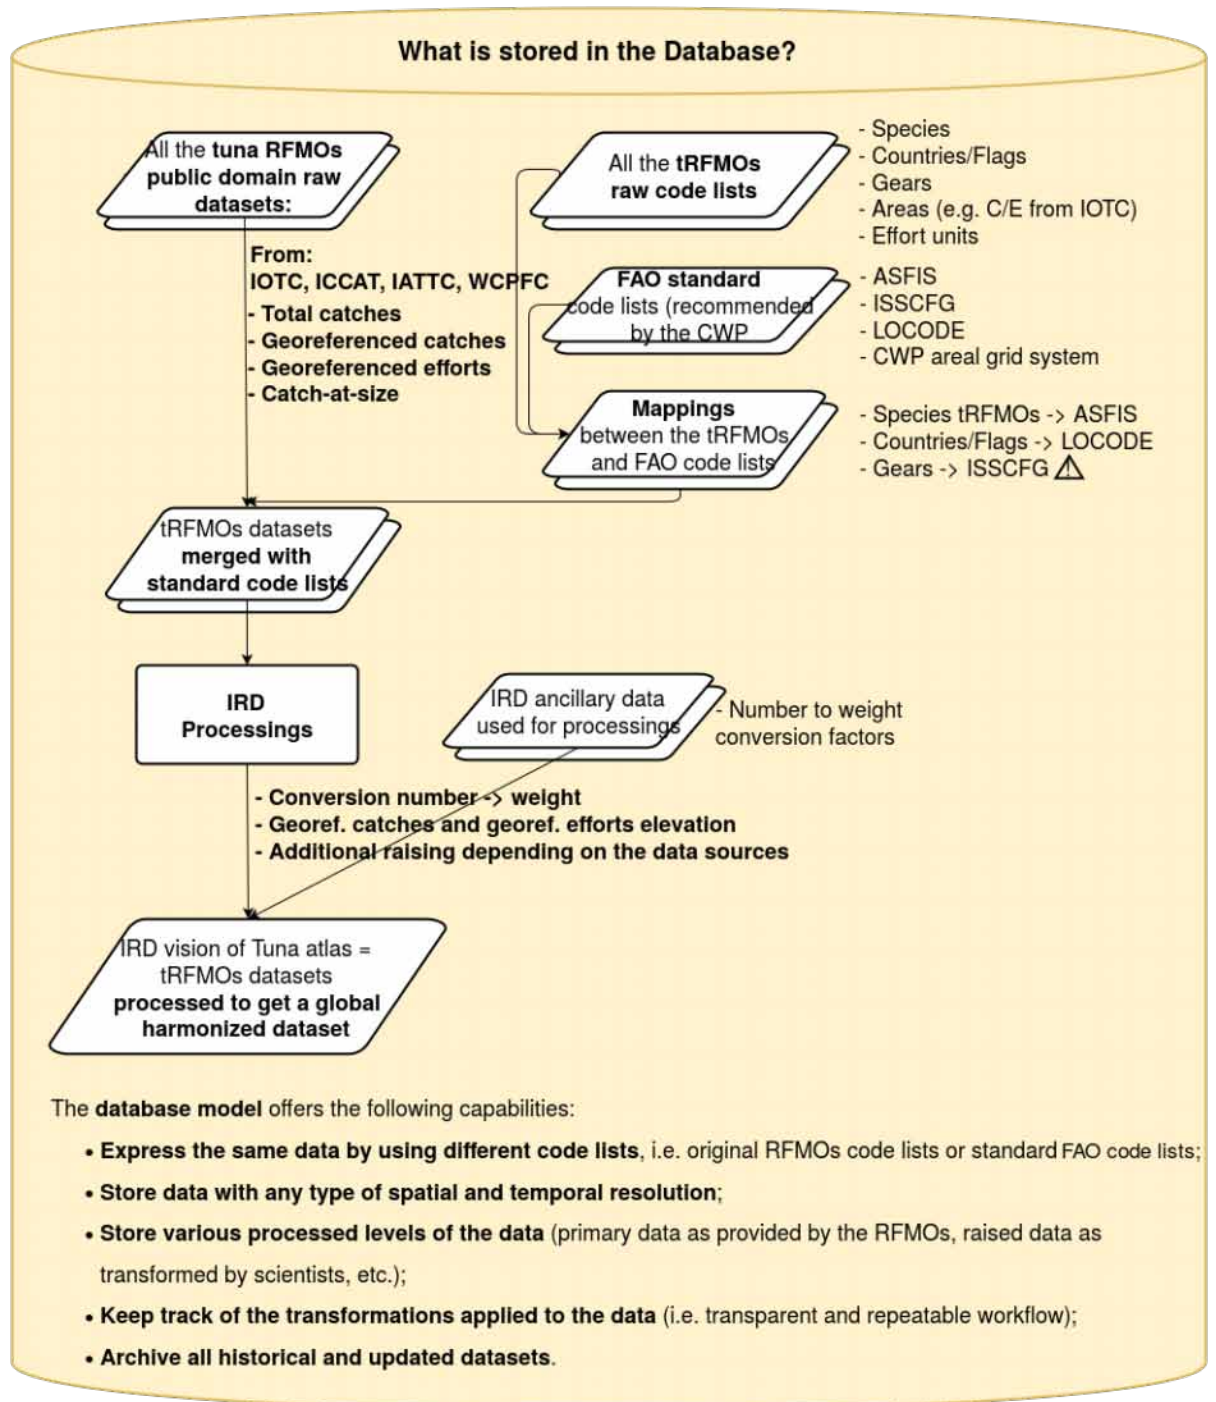 What is stored in the Database?
All the tuna RFMOs
public domain raw
datasets:
From:
IOTC, ICCAT, IATTC, WCPFC
- Total catches
- Georeferenced catches
- Georeferenced efforts
- Catch-at-size
All the tRFMOs
raw code lists
- Species
- Countries/Flags
- Gears
- Areas (e.g. C/E from IOTC)
- Effort units
FAO standard
code lists (recommended
by the CWP
- ASFIS
- ISSCFG
- LOCODE
- CWP areal grid system
Mappings
between the tRFMOs
and FAO code lists
- Species tRFMOs -> ASFIS
- Countries/Flags -> LOCODE
- Gears -> ISSCFG ⚠
tRFMOs datasets
merged with
standard code lists
IRD
Processings
IRD ancillary data
used for processings
- Number to weight
conversion factors
- Conversion number -> weight
- Georef. catches and georef. efforts elevation
- Additional raising depending on the data sources
IRD vision of Tuna atlas =
tRFMOs datasets
processed to get a global
harmonized dataset
The database model offers the following capabilities:
• Express the same data by using different code lists, i.e. original RFMOs code lists or standard FAO code lists;
• Store data with any type of spatial and temporal resolution;
• Store various processed levels of the data (primary data as provided by the RFMOs, raised data as
transformed by scientists, etc.);
• Keep track of the transformations applied to the data (i.e. transparent and repeatable workflow);
• Archive all historical and updated datasets.